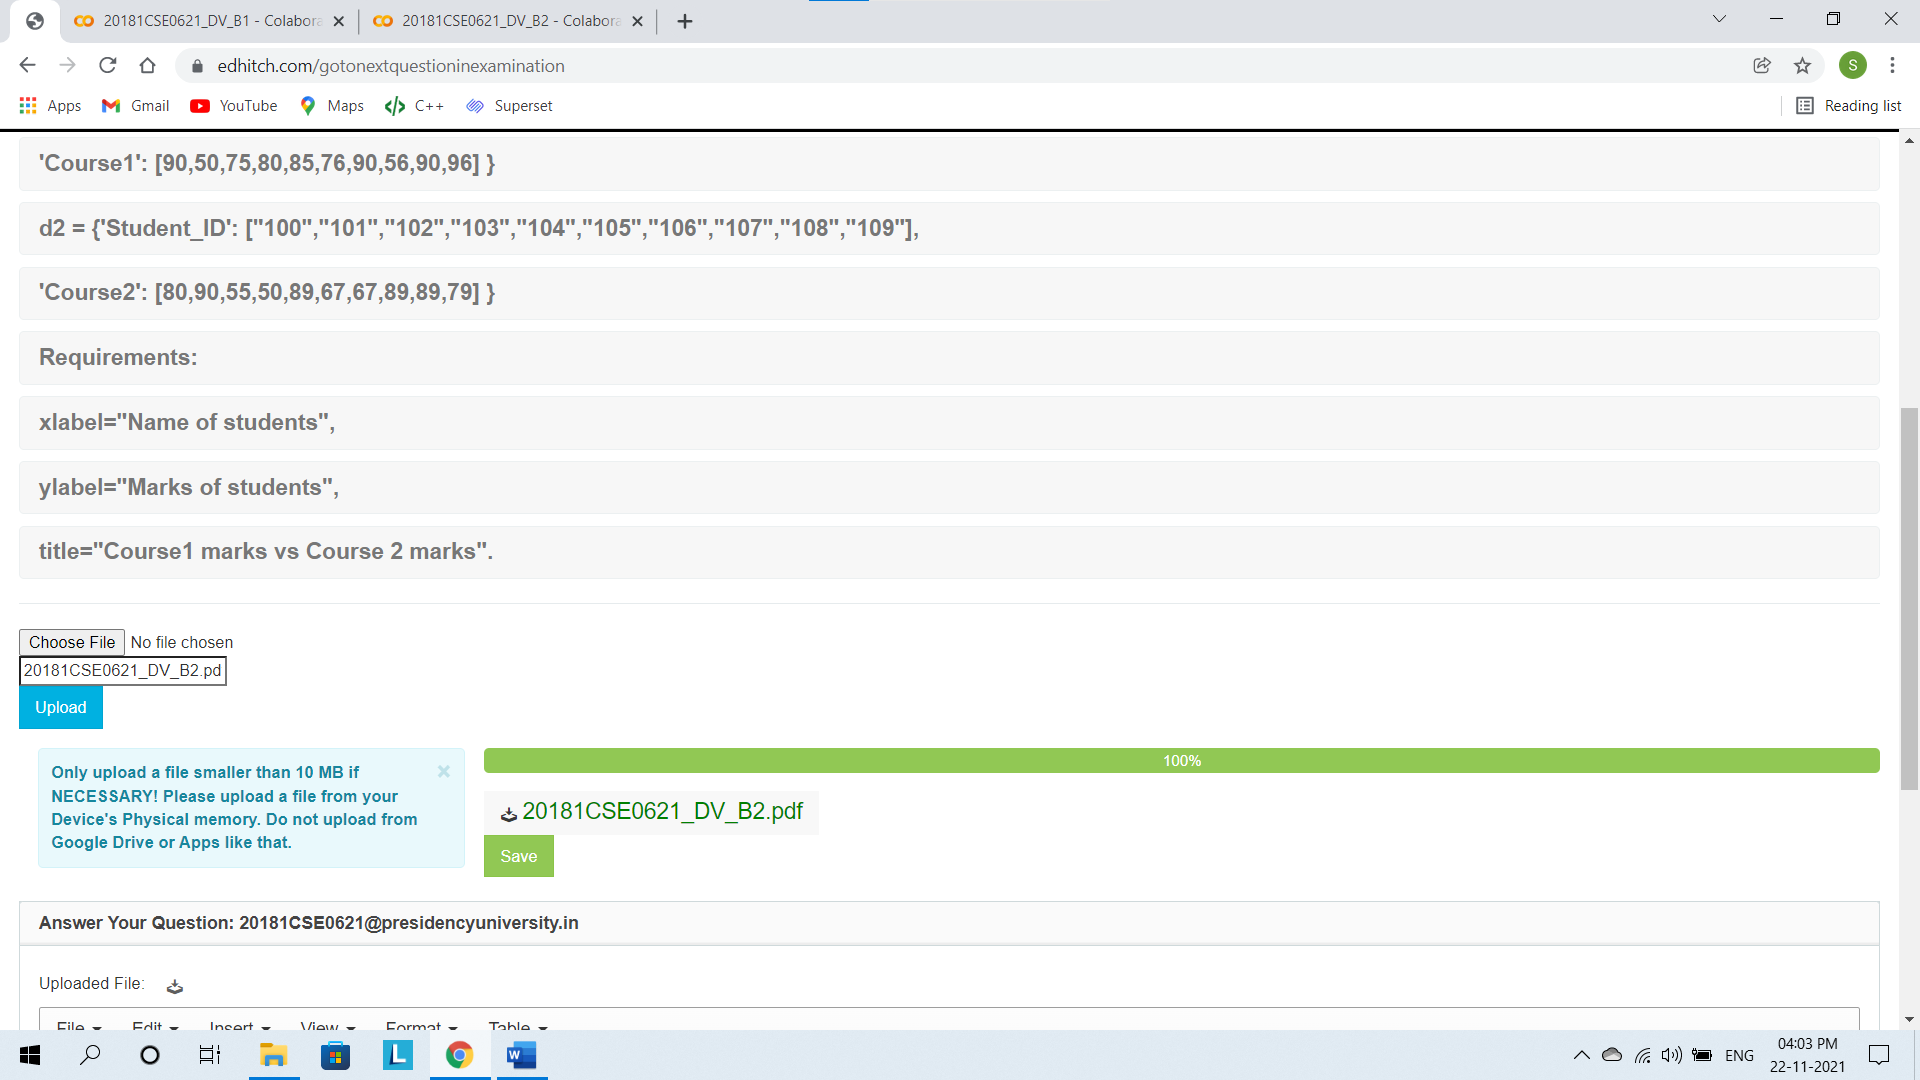 20181CSE0621_DV_B1 - Colabora
20181CSE0621_DV_B2 - Colabora
edhitch.com/gotonextquestioninexamination
S
Apps
Gmail
YouTube
Maps
C++
Superset
Reading list
'Course1': [90,50,75,80,85,76,90,56,90,96] }
d2 = {'Student_ID': ["100","101","102","103","104","105","106","107","108","109"],
'Course2': [80,90,55,50,89,67,67,89,89,79] }
Requirements:
xlabel="Name of students",
ylabel="Marks of students",
title="Course1 marks vs Course 2 marks".
Choose File No file chosen
20181CSE0621_DV_B2.pd
Upload
Only upload a file smaller than 10 MB if
NECESSARY! Please upload a file from your
Device's Physical memory. Do not upload from
Google Drive or Apps like that.
100%
20181CSE0621_DV_B2.pdf
Save
Answer Your Question: 20181CSE0621@presidencyuniversity.in
Uploaded File:
File Edit Insert View Format Table
ENG
04:03 PM
22-11-2021